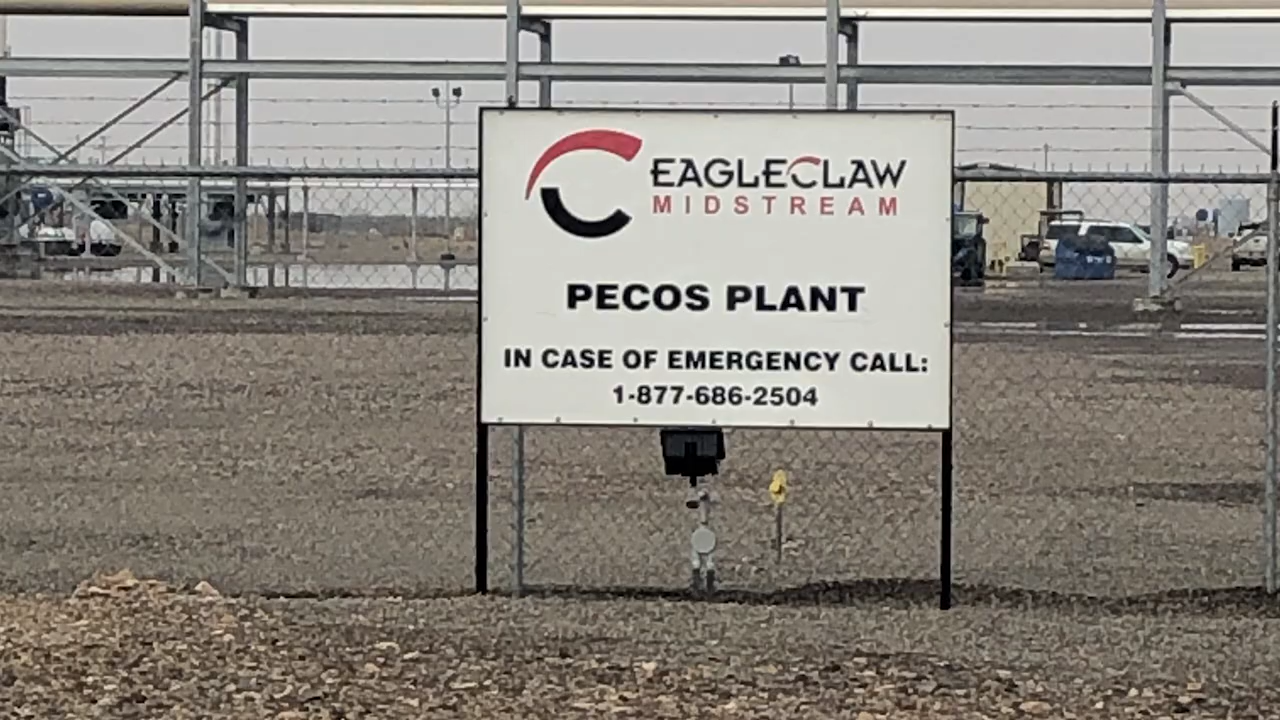 EAGLECLAW
MIDSTREAM
PECOS PLANT
IN CASE OF EMERGENCY CALL:
1-877-686-2504